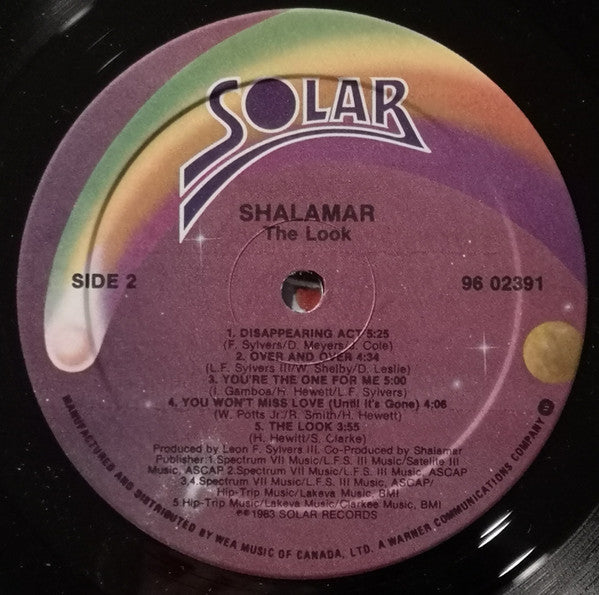 SOLAR
SHALAMAR
The Look
SIDE 2
96 02391
1. DISAPPEARING ACT 5:25
(F. Sylvers/D. Meyers/J. Cole)
2. OVER AND OVER 4:34
(L.F. Sylvers III/W. Shelby/D. Leslie)
3. YOU'RE THE ONE FOR ME 5:00
(I. Gamboa/H. Hewett/L.F. Sylvers)
4. YOU WON'T MISS LOVE (Until It's Gone) 4:06
(W. Potts Jr./R. Smith/H. Hewett)
5. THE LOOK 3:55
(H. Hewitt/S. Clarke)
Produced by Leon F. Sylvers III. Co-Produced by Shalamar
Publisher:1.Spectrum VII Music/L.F.S. III Music/Satelite III
Music, ASCAP 2.Spectrum VII Music/L.F.S. III Music, ASCAP
3.4.Spectrum VII Music/L.F.S. III Music, ASCAP/
Hip-Trip Music/Lakeva Music, BMI
5.Hip-Trip Music/Lakeva Music/Clarkee Music, BMI
℗© 1983 SOLAR RECORDS
MANUFACTURED AND DISTRIBUTED BY WEA MUSIC OF CANADA, LTD. A WARNER COMMUNICATIONS COMPANY